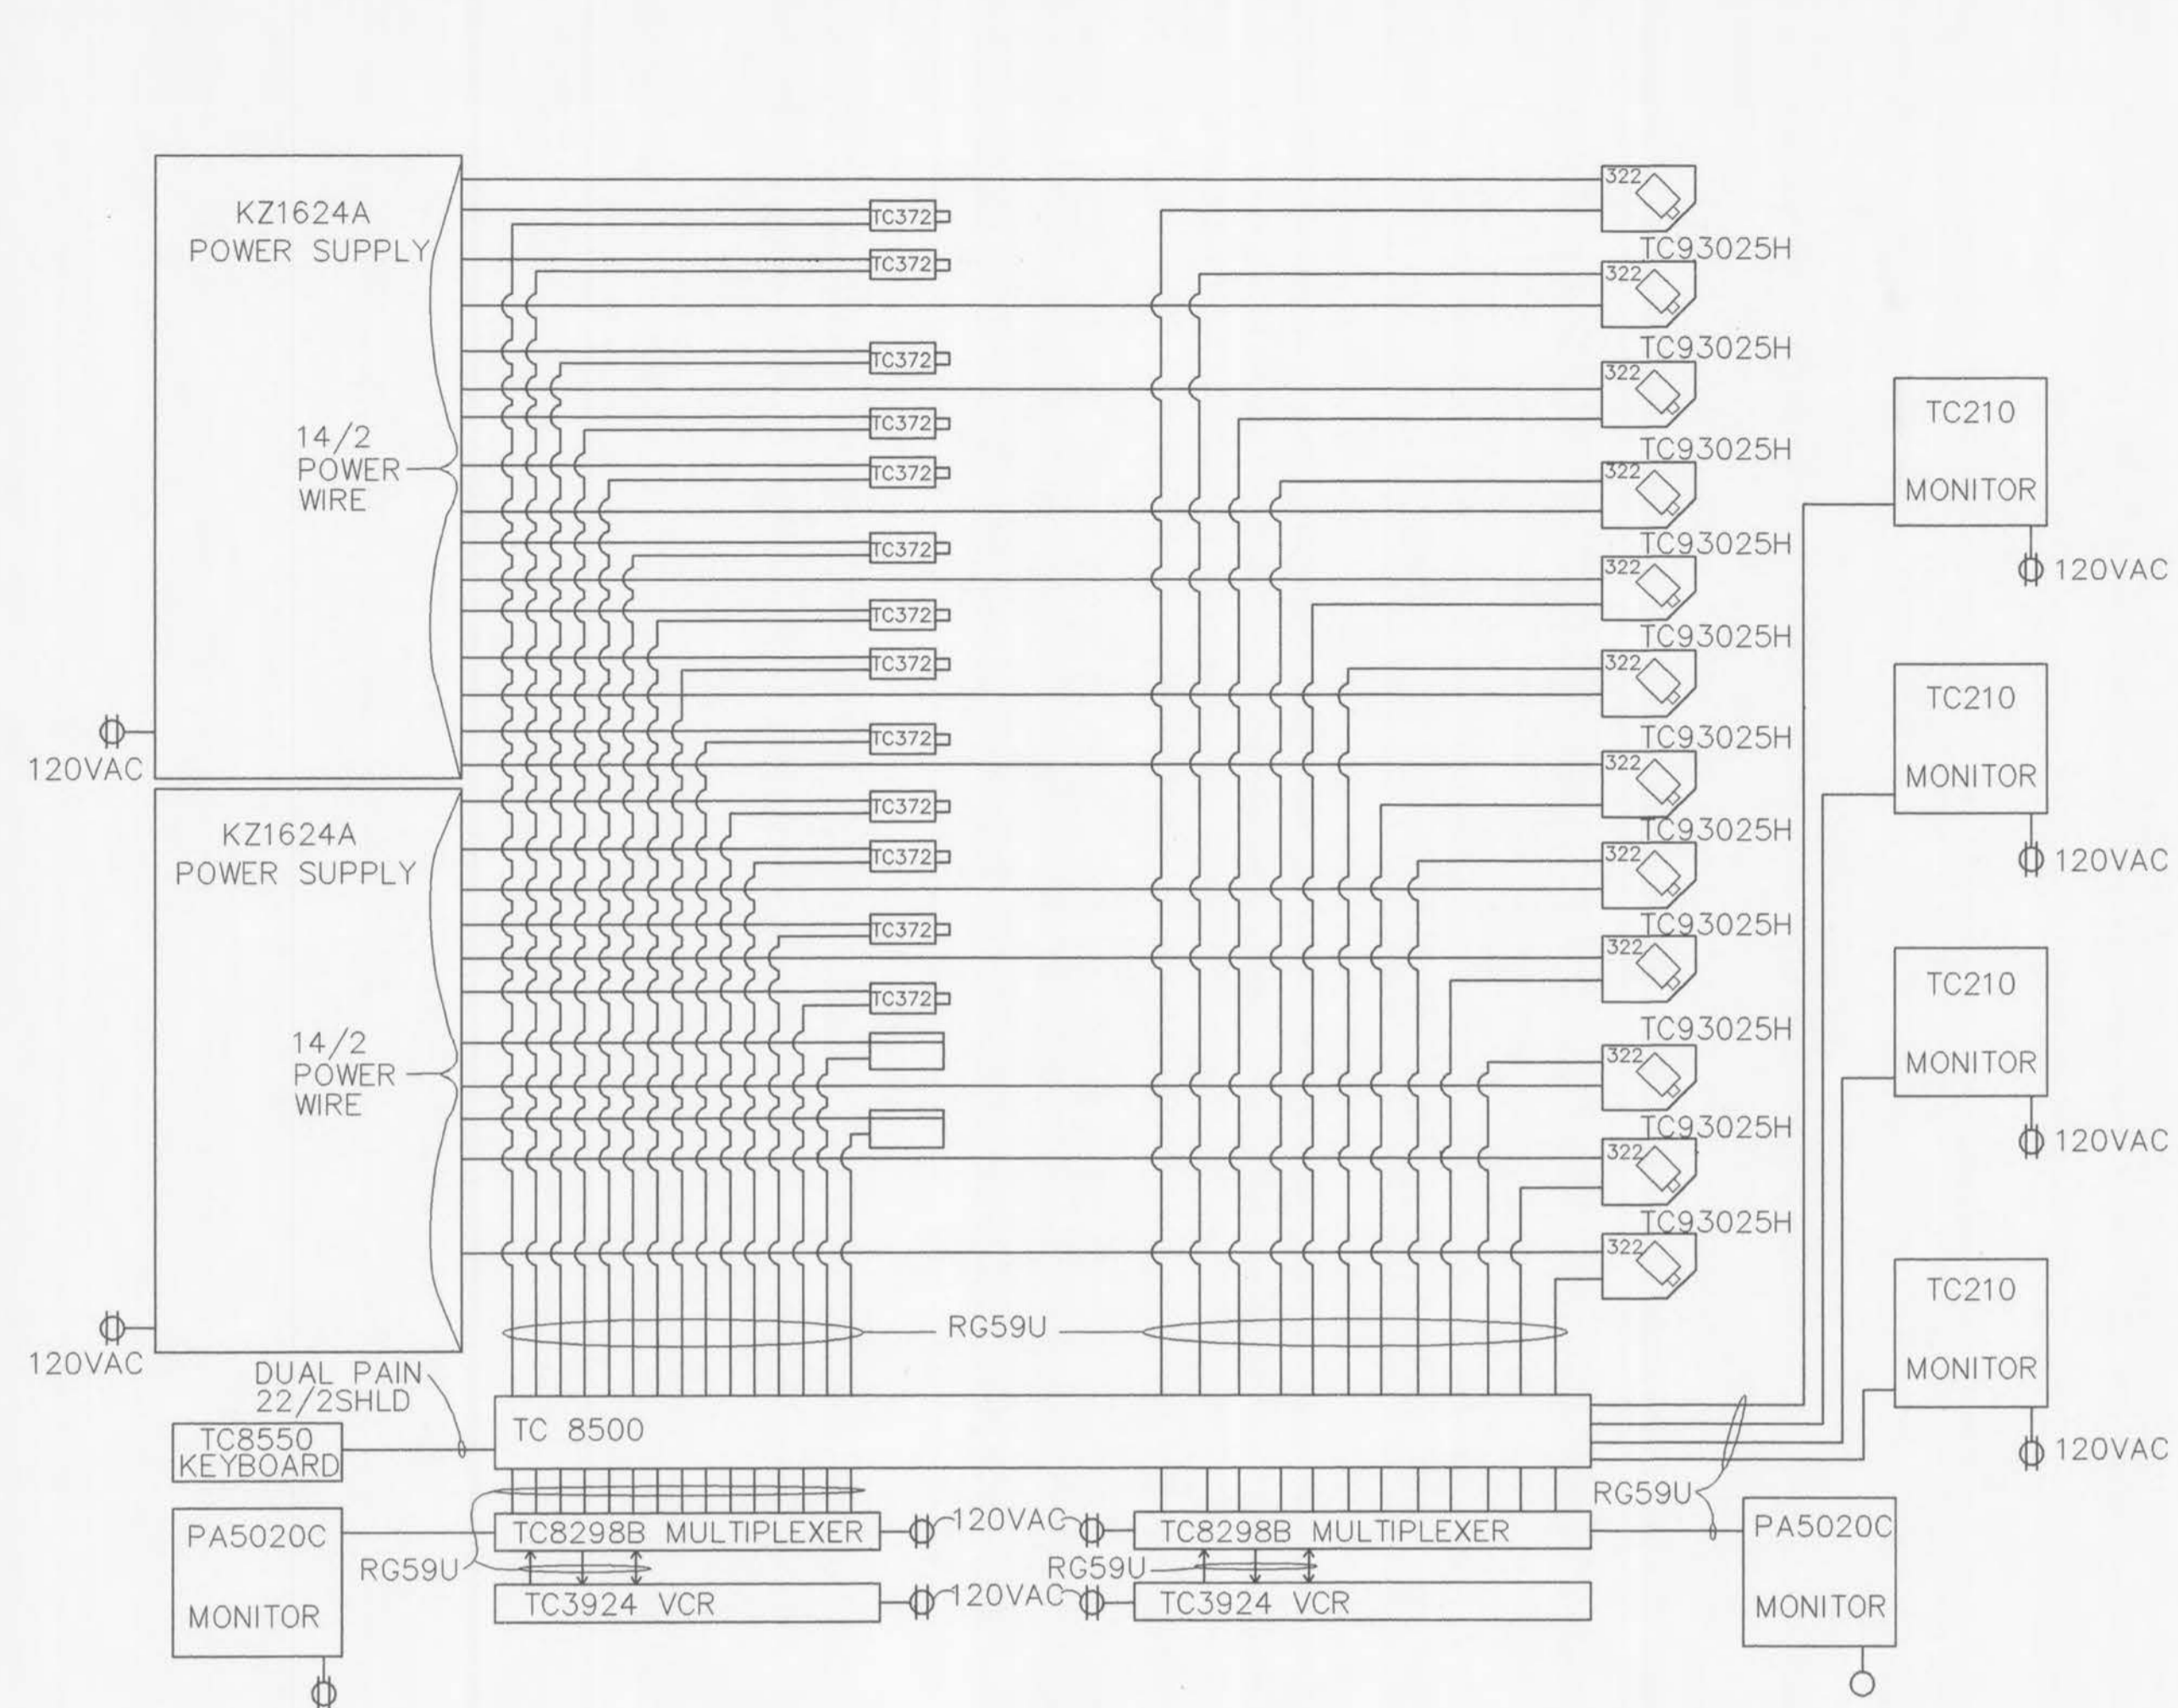 KZ1624A
POWER SUPPLY
14/2
POWER
WIRE
120VAC
KZ1624A
POWER SUPPLY
14/2
POWER
WIRE
120VAC
TC372
TC372
TC372
TC372
TC372
TC372
TC372
TC372
TC372
TC372
TC372
TC372
TC372
322
TC93025H
322
TC93025H
322
TC93025H
322
TC93025H
322
TC93025H
322
TC93025H
322
TC93025H
322
TC93025H
322
TC93025H
322
TC93025H
322
TC93025H
322
TC210
MONITOR
120VAC
TC210
MONITOR
120VAC
TC210
MONITOR
120VAC
TC210
MONITOR
120VAC
RG59U
DUAL PAIN
22/2SHLD
TC8550
KEYBOARD
TC 8500
RG59U
PA5020C
MONITOR
RG59U
TC8298B MULTIPLEXER
120VAC
TC8298B MULTIPLEXER
RG59U
TC3924 VCR
120VAC
TC3924 VCR
PA5020C
MONITOR